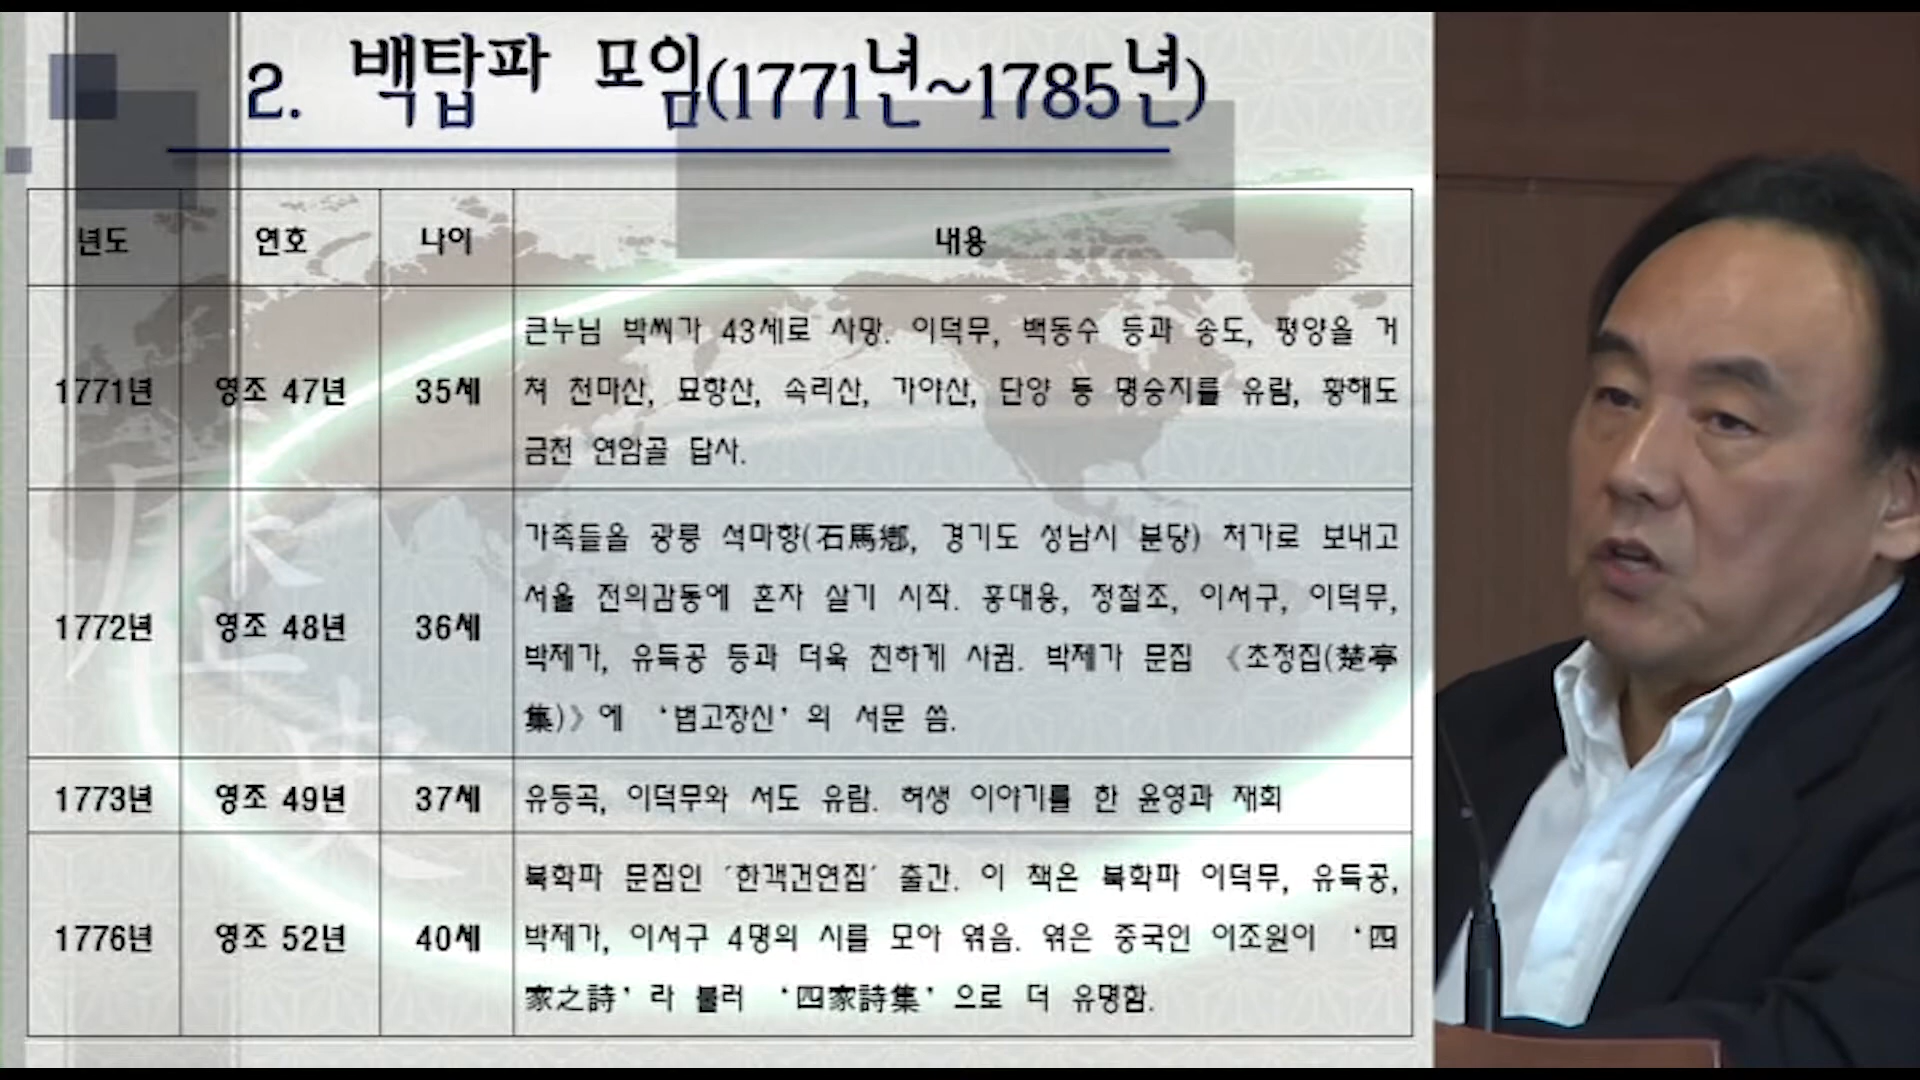 2. 백탑파 모임(1771년~1785년)
년도 연호 나이 내용
1771년 영조 47년 35세 큰누님 박씨가 43세로 사망. 이덕무, 백동수 등과 송도, 평양을 거
쳐 천마산, 묘향산, 속리산, 가야산, 단양 등 명승지를 유람, 황해도
금천 연암골 답사.
1772년 영조 48년 36세 가족들을 광릉 석마향(石馬鄕, 경기도 성남시 분당) 처가로 보내고
서울 전의감동에 혼자 살기 시작. 홍대용, 정철조, 이서구, 이덕무,
박제가, 유득공 등과 더욱 친하게 사귐. 박제가 문집 《초정집(楚亭
集)》에 '법고창신'의 서문 씀.
1773년 영조 49년 37세 유등곡, 이덕무와 서도 유람. 허생 이야기를 한 윤영과 재회
1776년 영조 52년 40세 북학파 문집인 ´한객건연집´ 출간. 이 책은 북학파 이덕무, 유득공,
박제가, 이서구 4명의 시를 모아 엮음. 엮은 중국인 이조원이 '四
家之詩'라 불러 '四家詩集'으로 더 유명함.